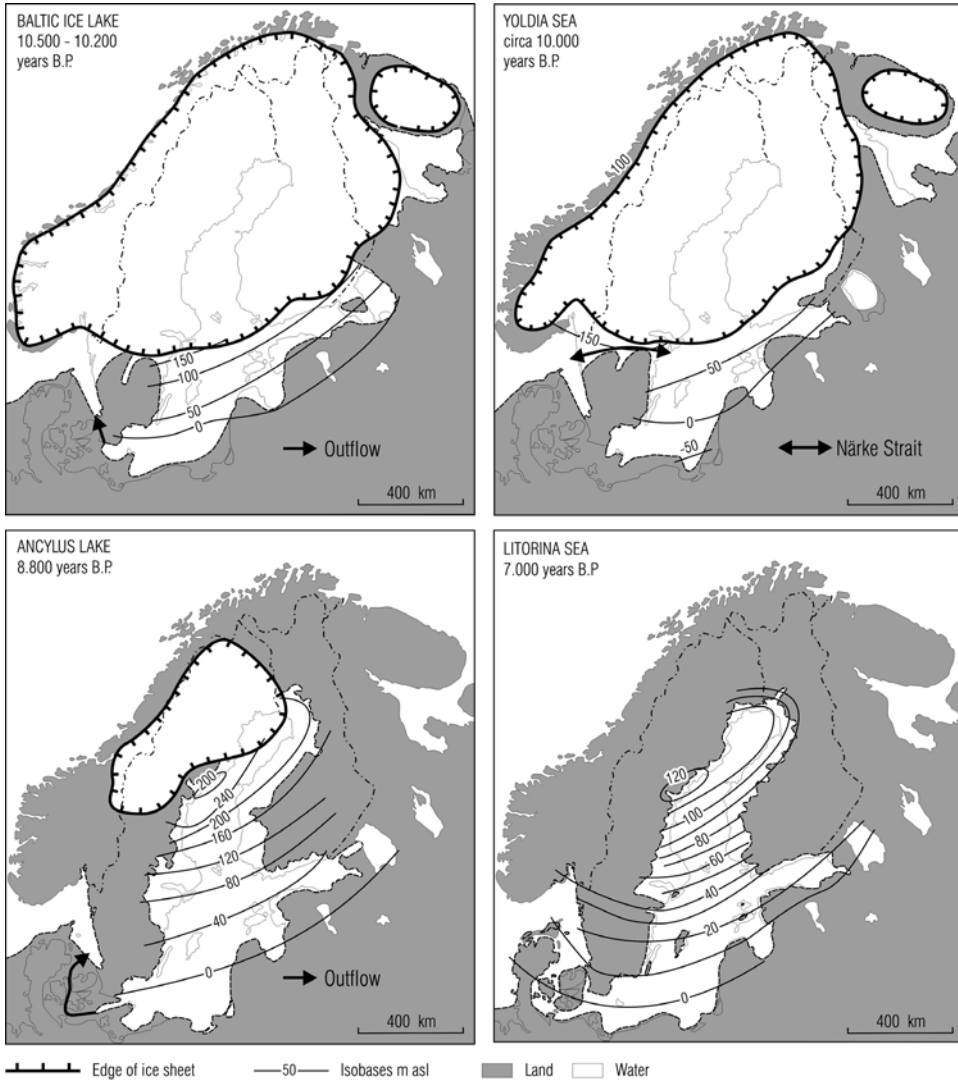 BALTIC ICE LAKE
10.500 - 10.200
years B.P.
150
100
50
0
Outflow
400 km
YOLDIA SEA
circa 10.000
years B.P.
100
150
50
0
-50
Närke Strait
400 km
ANCYLUS LAKE
8.800 years B.P.
200
240
200
160
120
80
40
0
Outflow
400 km
LITORINA SEA
7.000 years B.P
120
100
80
60
40
20
0
400 km
Edge of ice sheet
50
Isobases m asl
Land
Water